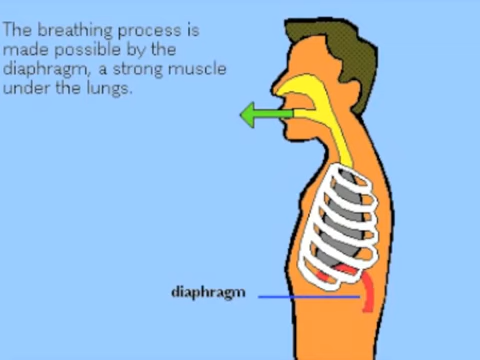 The breathing process is
made possible by the
diaphragm, a strong muscle
under the lungs.
diaphragm